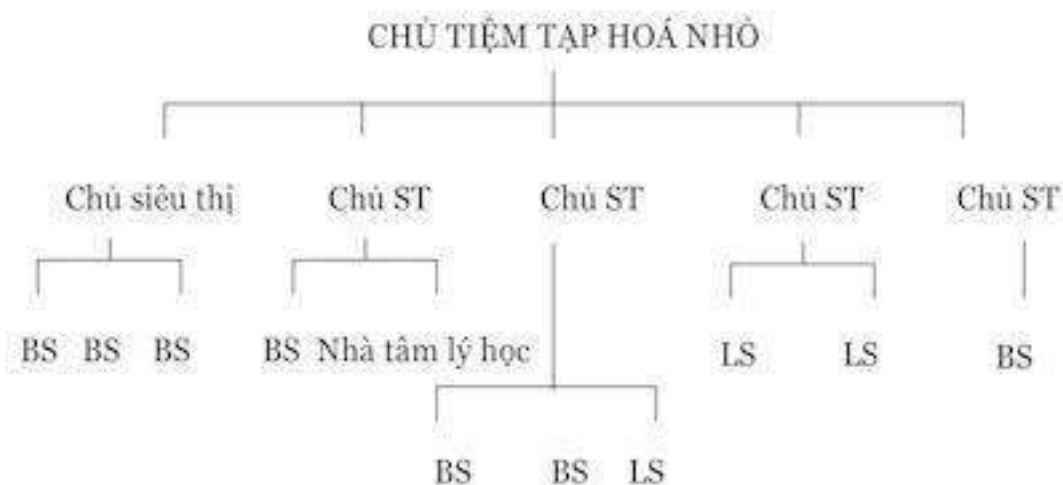 CHỦ TIỆM TẠP HOÁ NHỎ
Chủ siêu thị Chủ ST Chủ ST Chủ ST Chủ ST
BS BS BS BS Nhà tâm lý học LS LS BS
BS BS LS